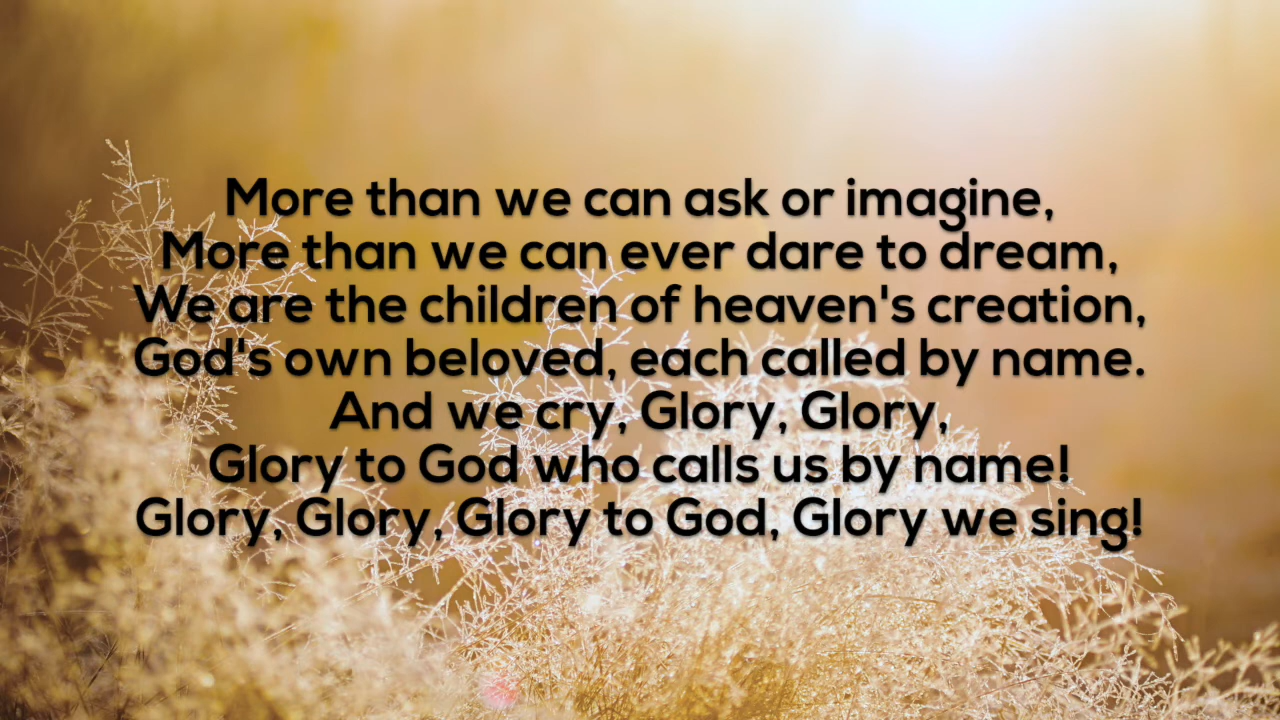 More than we can ask or imagine,
More than we can ever dare to dream,
We are the children of heaven's creation,
God's own beloved, each called by name.
And we cry, Glory, Glory,
Glory to God who calls us by name!
Glory, Glory, Glory to God, Glory we sing!